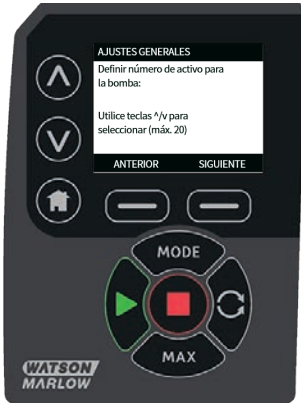 AJUSTES GENERALES
Definir número de activo para
la bomba:
Utilice teclas ^/v para
seleccionar (máx. 20)
ANTERIOR SIGUIENTE
MODE
MAX
WATSON
MARLOW